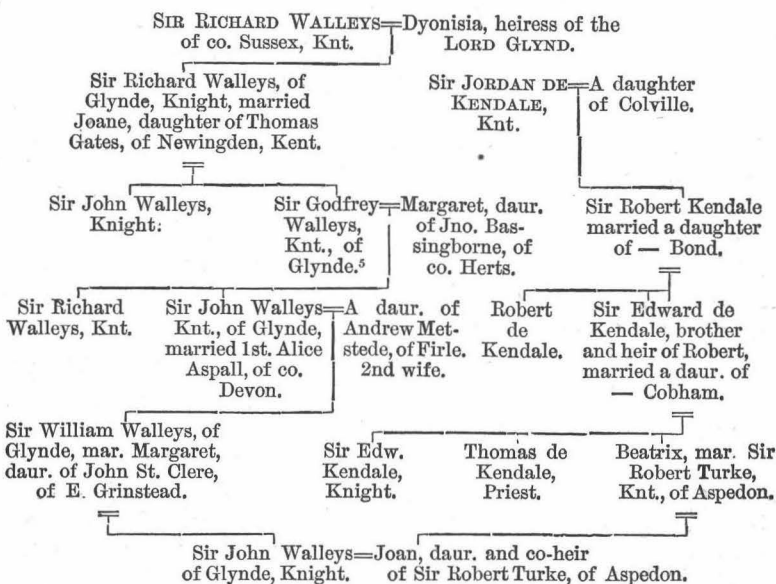 SIR RICHARD WALLEYS=Dyonisia, heiress of the
of co. Sussex, Knt. LORD GLYND.
Sir Richard Walleys, of
Glynde, Knight, married
Joane, daughter of Thomas
Gates, of Newingden, Kent.
Sir JORDAN DE=A daughter
KENDALE, of Colville.
Knt.
Sir John Walleys,
Knight.
Sir Godfrey=Margaret, daur.
Walleys, of Jno. Bas-
Knt., of singborne, of
Glynde.⁵ co. Herts.
Sir Robert Kendale
married a daughter
of — Bond.
Sir Richard
Walleys, Knt.
Sir John Walleys=A daur. of
Knt., of Glynde, Andrew Met-
married 1st. Alice stede, of Firle.
Aspall, of co. 2nd wife.
Devon.
Robert
de
Kendale.
Sir Edward de
Kendale, brother
and heir of Robert,
married a daur. of
— Cobham.
Sir William Walleys, of
Glynde, mar. Margaret,
daur. of John St. Clere,
of E. Grinstead.
Sir Edw.
Kendale,
Knight.
Thomas de
Kendale,
Priest.
Beatrix, mar. Sir
Robert Turke,
Knt., of Aspedon.
Sir John Walleys=Joan, daur. and co-heir
of Glynde, Knight. of Sir Robert Turke, of Aspedon.